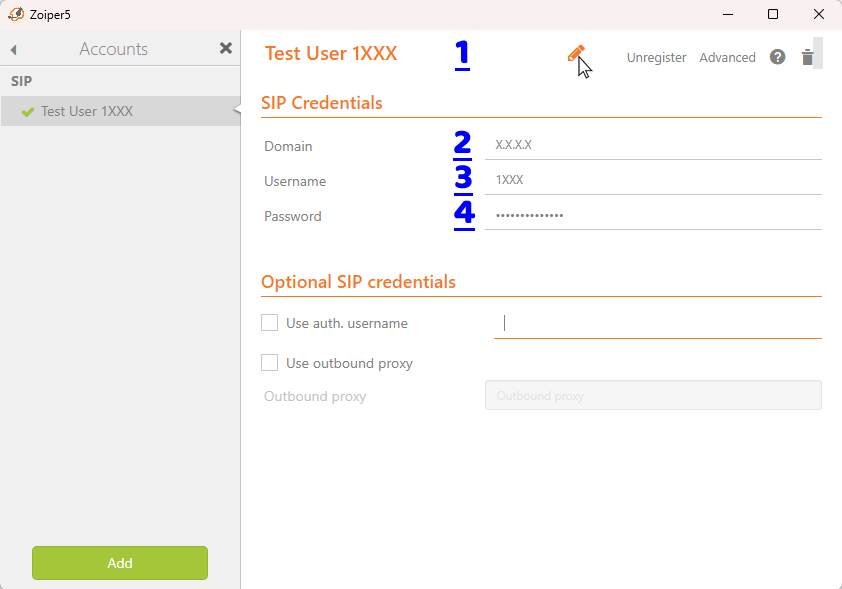 Zoiper5
Accounts
SIP
Test User 1XXX
Test User 1XXX 1 Unregister Advanced ?
SIP Credentials
Domain 2 X.X.X.X
Username 3 1XXX
Password 4 ••••••••••••••
Optional SIP credentials
Use auth. username
Use outbound proxy
Outbound proxy Outbound proxy
Add